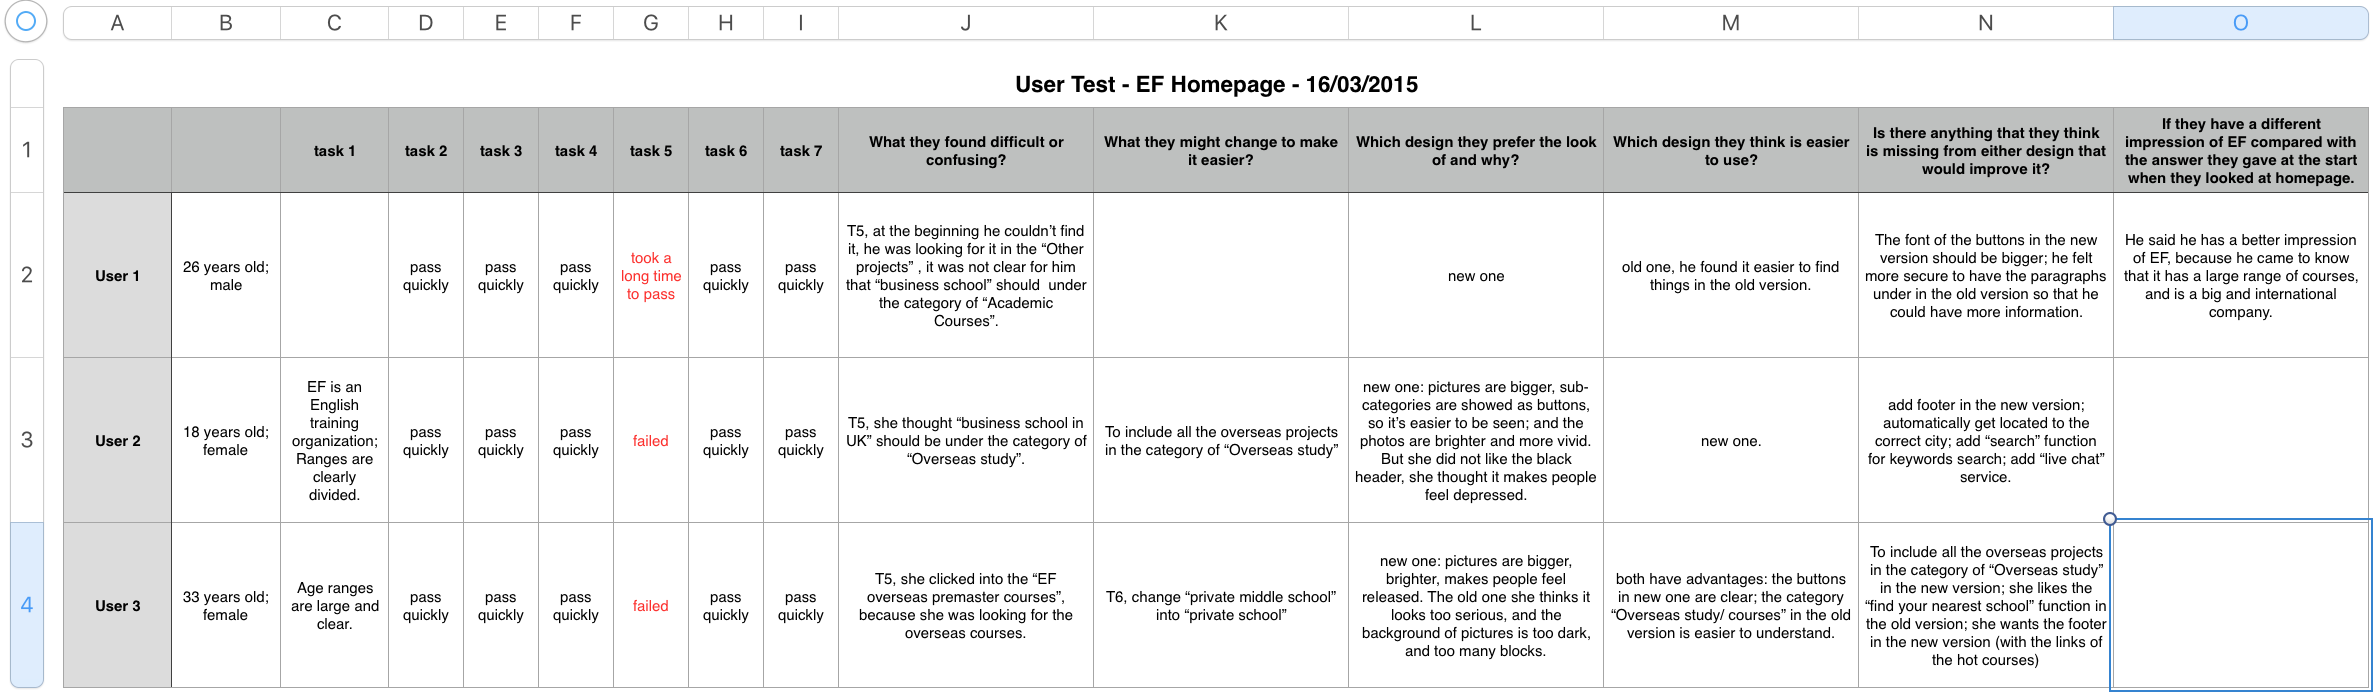 A B C D E F G H I J K L M N O
User Test - EF Homepage - 16/03/2015
1
task 1
task 2
task 3
task 4
task 5
task 6
task 7
What they found difficult or
confusing?
What they might change to make
it easier?
Which design they prefer the look
of and why?
Which design they think is easier
to use?
Is there anything that they think
is missing from either design that
would improve it?
If they have a different
impression of EF compared with
the answer they gave at the start
when they looked at homepage.
2
User 1
26 years old;
male
pass
quickly
pass
quickly
pass
quickly
took a
long time
to pass
pass
quickly
pass
quickly
T5, at the beginning he couldn’t find
it, he was looking for it in the “Other
projects” , it was not clear for him
that “business school” should  under
the category of “Academic
Courses”.
new one
old one, he found it easier to find
things in the old version.
The font of the buttons in the new
version should be bigger; he felt
more secure to have the paragraphs
under in the old version so that he
could have more information.
He said he has a better impression
of EF, because he came to know
that it has a large range of courses,
and is a big and international
company.
3
User 2
18 years old;
female
EF is an
English
training
organization;
Ranges are
clearly
divided.
pass
quickly
pass
quickly
pass
quickly
failed
pass
quickly
pass
quickly
T5, she thought “business school in
UK” should be under the category of
“Overseas study”.
To include all the overseas projects
in the category of “Overseas study”
new one: pictures are bigger, sub-
categories are showed as buttons,
so it’s easier to be seen; and the
photos are brighter and more vivid.
But she did not like the black
header, she thought it makes people
feel depressed.
new one.
add footer in the new version;
automatically get located to the
correct city; add “search” function
for keywords search; add “live chat”
service.
4
User 3
33 years old;
female
Age ranges
are large and
clear.
pass
quickly
pass
quickly
pass
quickly
failed
pass
quickly
pass
quickly
T5, she clicked into the “EF
overseas premaster courses”,
because she was looking for the
overseas courses.
T6, change “private middle school”
into “private school”
new one: pictures are bigger,
brighter, makes people feel
released. The old one she thinks it
looks too serious, and the
background of pictures is too dark,
and too many blocks.
both have advantages: the buttons
in new one are clear; the category
“Overseas study/ courses” in the old
version is easier to understand.
To include all the overseas projects
in the category of “Overseas study”
in the new version; she likes the
“find your nearest school” function in
the old version; she wants the footer
in the new version (with the links of
the hot courses)